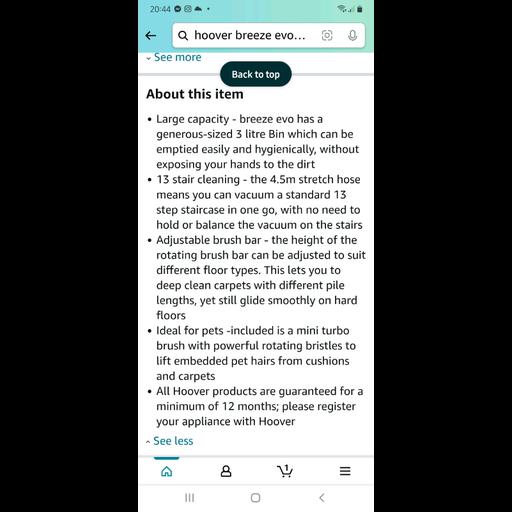 20:44
hoover breeze evo...
See more
Back to top
About this item
• Large capacity - breeze evo has a
generous-sized 3 litre Bin which can be
emptied easily and hygienically, without
exposing your hands to the dirt
• 13 stair cleaning - the 4.5m stretch hose
means you can vacuum a standard 13
step staircase in one go, with no need to
hold or balance the vacuum on the stairs
• Adjustable brush bar - the height of the
rotating brush bar can be adjusted to suit
different floor types. This lets you to
deep clean carpets with different pile
lengths, yet still glide smoothly on hard
floors
• Ideal for pets -included is a mini turbo
brush with powerful rotating bristles to
lift embedded pet hairs from cushions
and carpets
• All Hoover products are guaranteed for a
minimum of 12 months; please register
your appliance with Hoover
See less
1